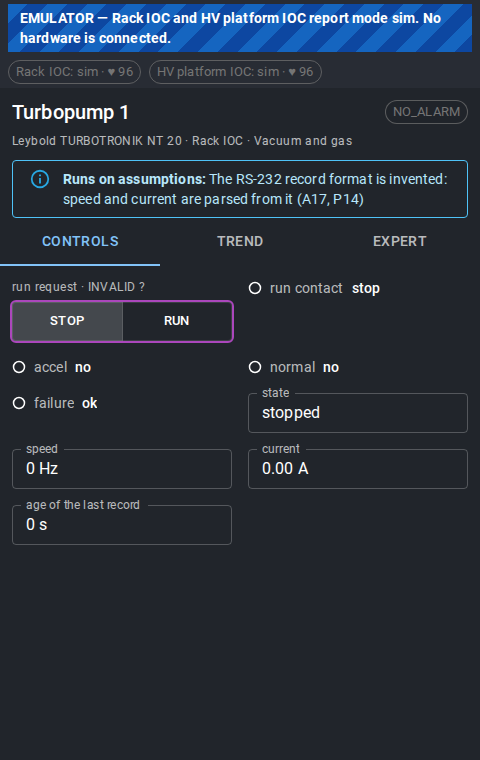 EMULATOR — Rack IOC and HV platform IOC report mode sim. No
hardware is connected.
Rack IOC: sim · ♥ 96
HV platform IOC: sim · ♥ 96
Turbopump 1
NO_ALARM
Leybold TURBOTRONIK NT 20 · Rack IOC · Vacuum and gas
Runs on assumptions: The RS-232 record format is invented:
speed and current are parsed from it (A17, P14)
CONTROLS
TREND
EXPERT
run request · INVALID ?
run contact stop
STOP
RUN
accel no
normal no
failure ok
state
stopped
speed
0 Hz
current
0.00 A
age of the last record
0 s